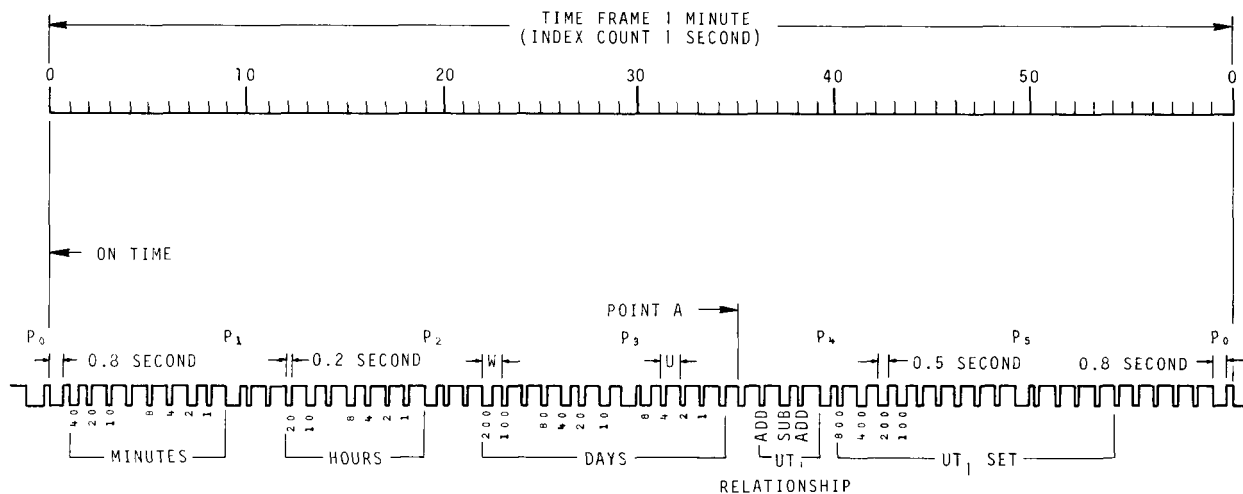 TIME FRAME 1 MINUTE
(INDEX COUNT 1 SECOND)
0 10 20 30 40 50 0
ON TIME
POINT A
P0 P1 P2 P3 P4 P5 P0
0.8 SECOND 0.2 SECOND W U 0.5 SECOND 0.8 SECOND
40 20 10 8 4 2 1 20 10 8 4 2 1 200 100 80 40 20 10 8 4 2 1 ADD SUB ADD 800 400 200 100
MINUTES HOURS DAYS UT1 UT1 SET
RELATIONSHIP